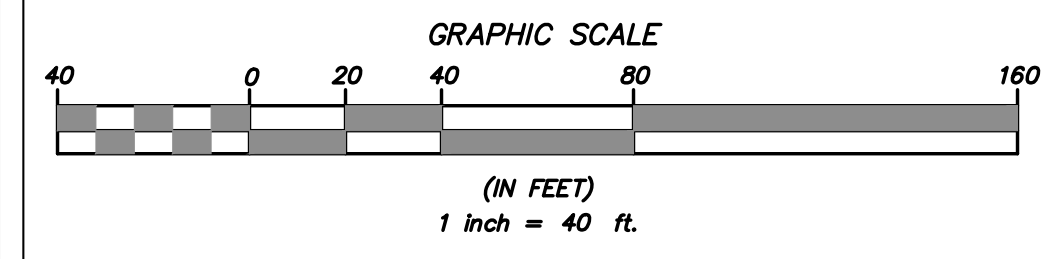 GRAPHIC SCALE
40 0 20 40 80 160
(IN FEET)
1 inch = 40 ft.